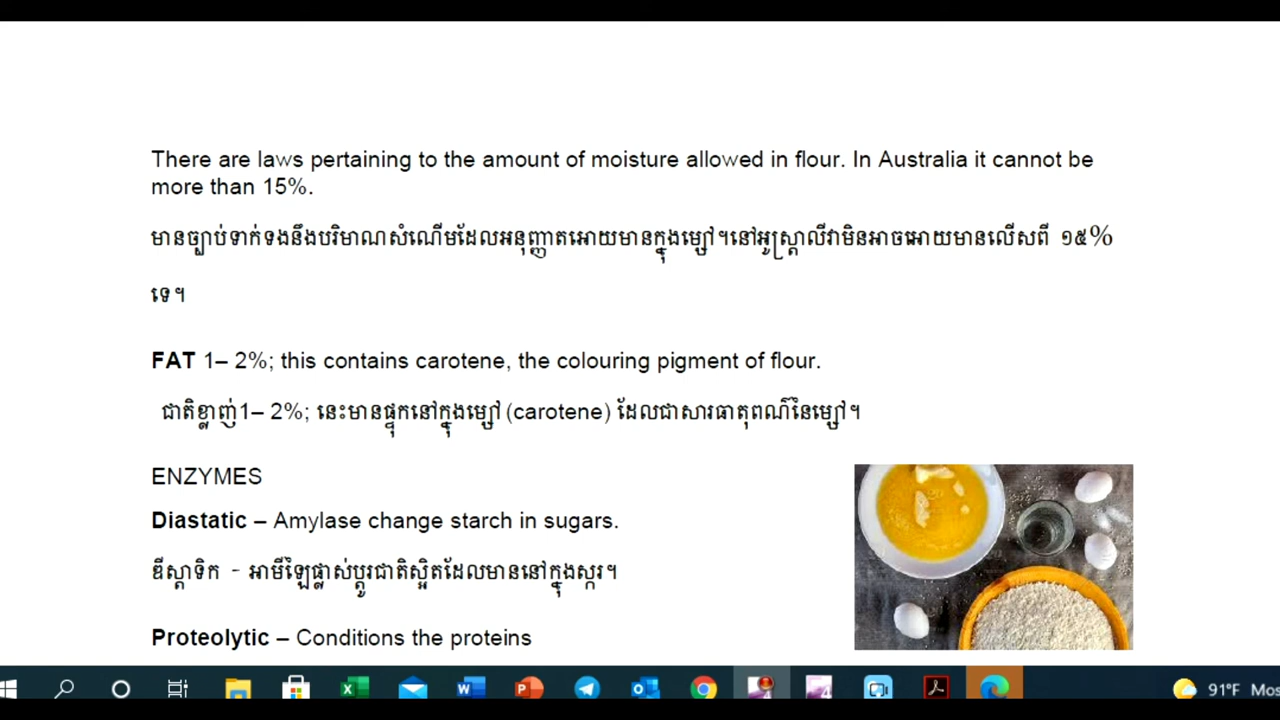 There are laws pertaining to the amount of moisture allowed in flour. In Australia it cannot be
more than 15%.
មានច្បាប់ទាក់ទងនឹងបរិមាណសំណើមដែលអនុញ្ញាតអោយមានក្នុងម្សៅ។នៅអូស្ត្រាលីវាមិនអាចអោយមានលើសពី ១៥%
ទេ។
FAT 1– 2%; this contains carotene, the colouring pigment of flour.
ជាតិខ្លាញ់1– 2%; នេះមានផ្ទុកនៅក្នុងម្សៅ (carotene) ដែលជាសារធាតុពណ៌នៃម្សៅ។
ENZYMES
Diastatic – Amylase change starch in sugars.
ឌីស្តាទិក - អាមីឡៃផ្លាស់ប្តូរជាតិស្អិតដែលមាននៅក្នុងស្ករ។
Proteolytic – Conditions the proteins
91°F Mos